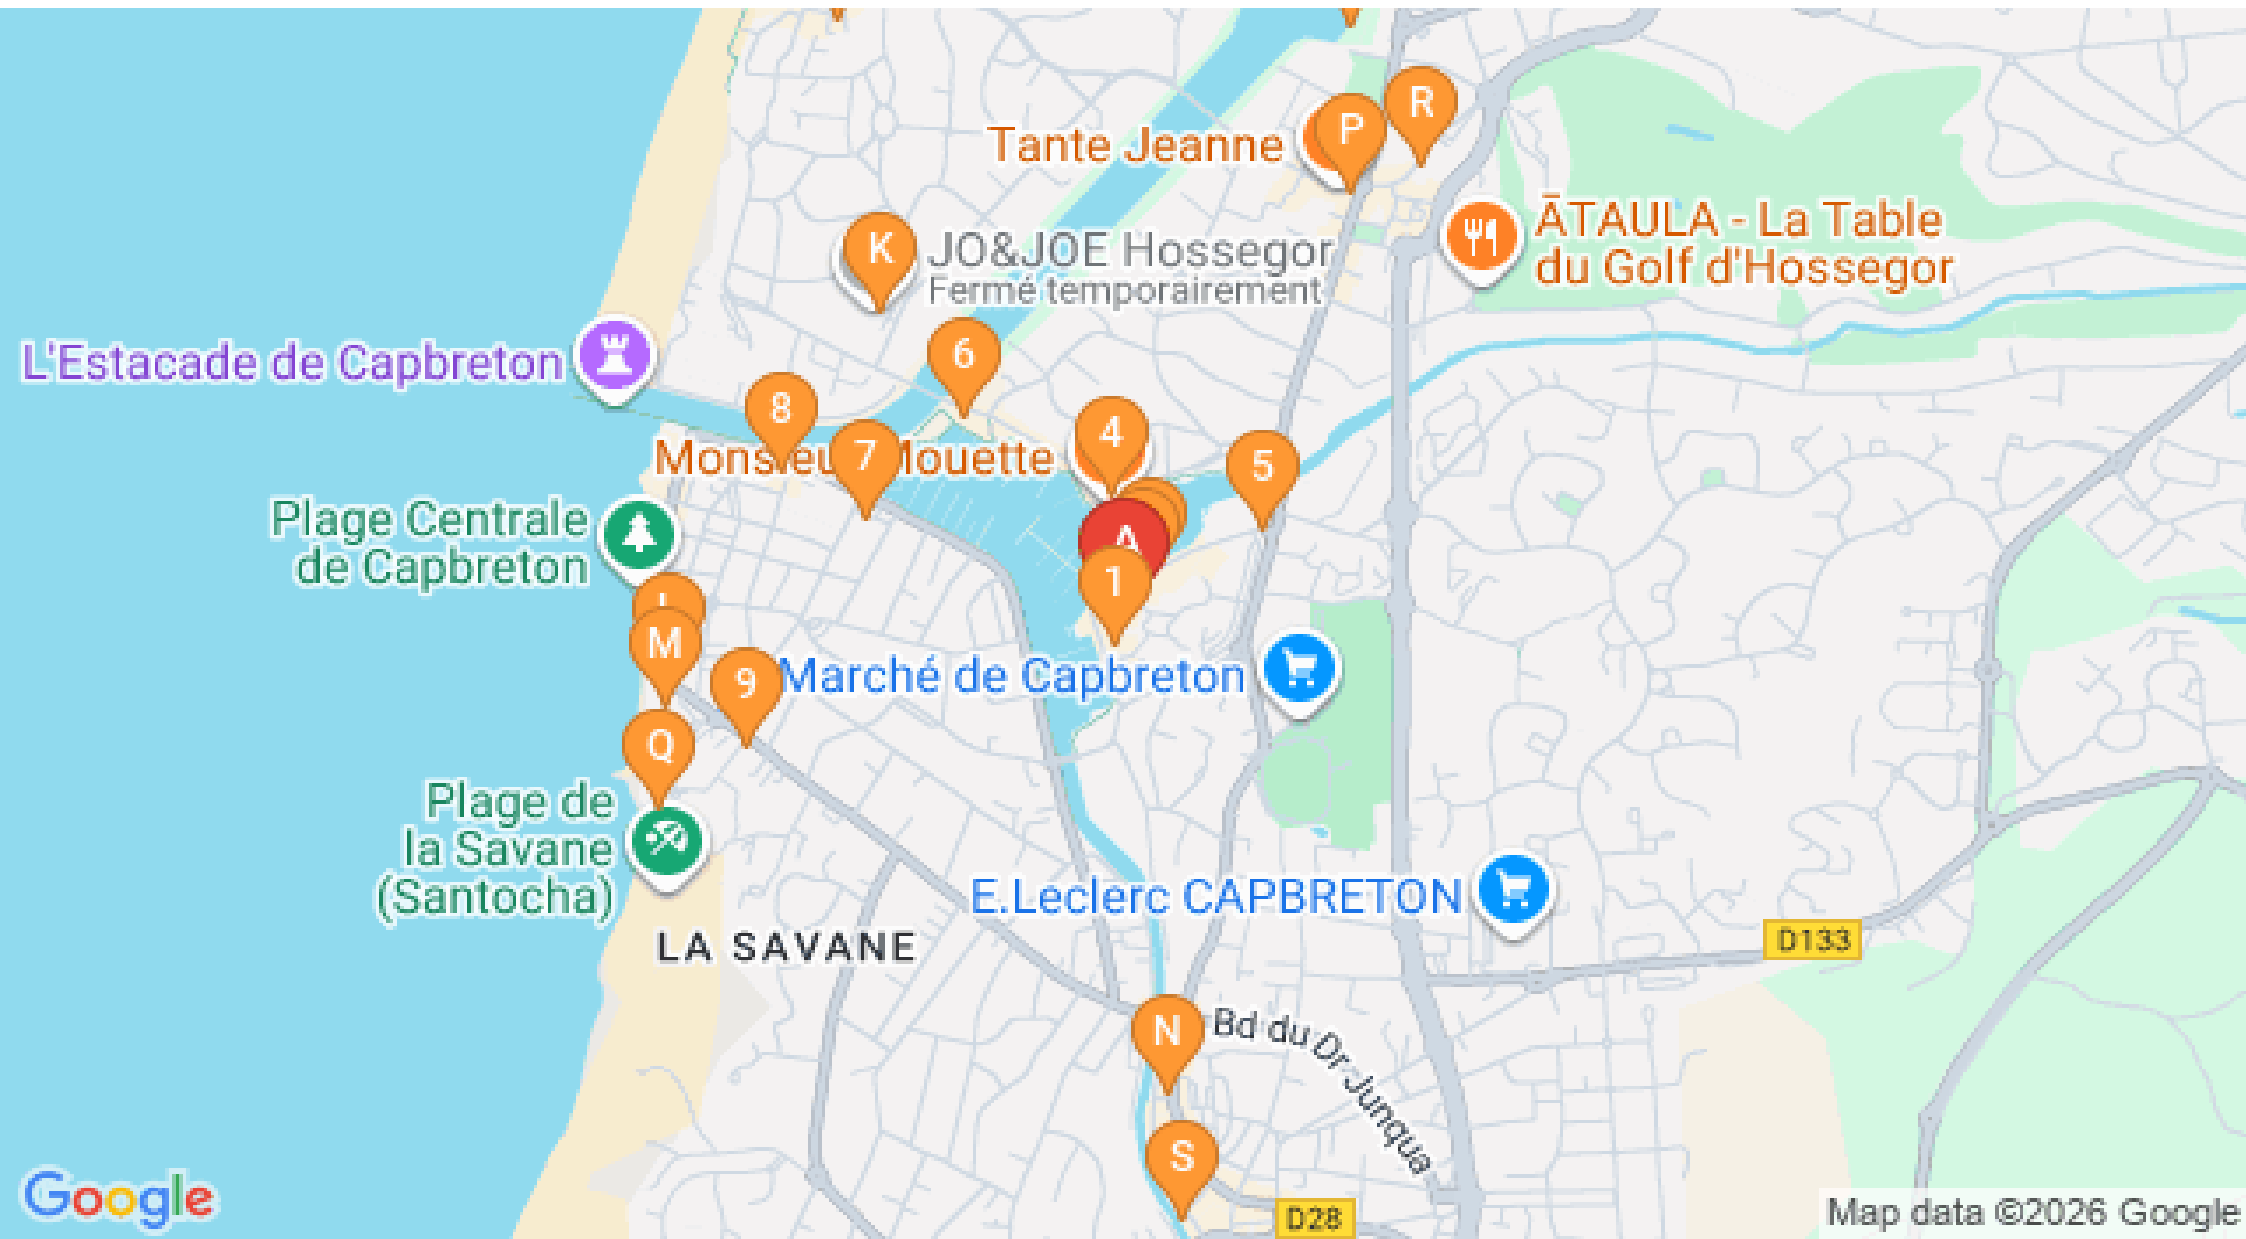 R
P
Tante Jeanne
ĀTAULA - La Table
du Golf d'Hossegor
K
JO&JOE Hossegor
Fermé temporairement
L'Estacade de Capbreton
6
8
4
7
5
Plage Centrale
de Capbreton
A
1
M
Marché de Capbreton
9
Q
Plage de
la Savane
(Santocha)
E.Leclerc CAPBRETON
LA SAVANE
D133
N
Bd du Dr Junqua
S
Google
D28
Map data ©2026 Google